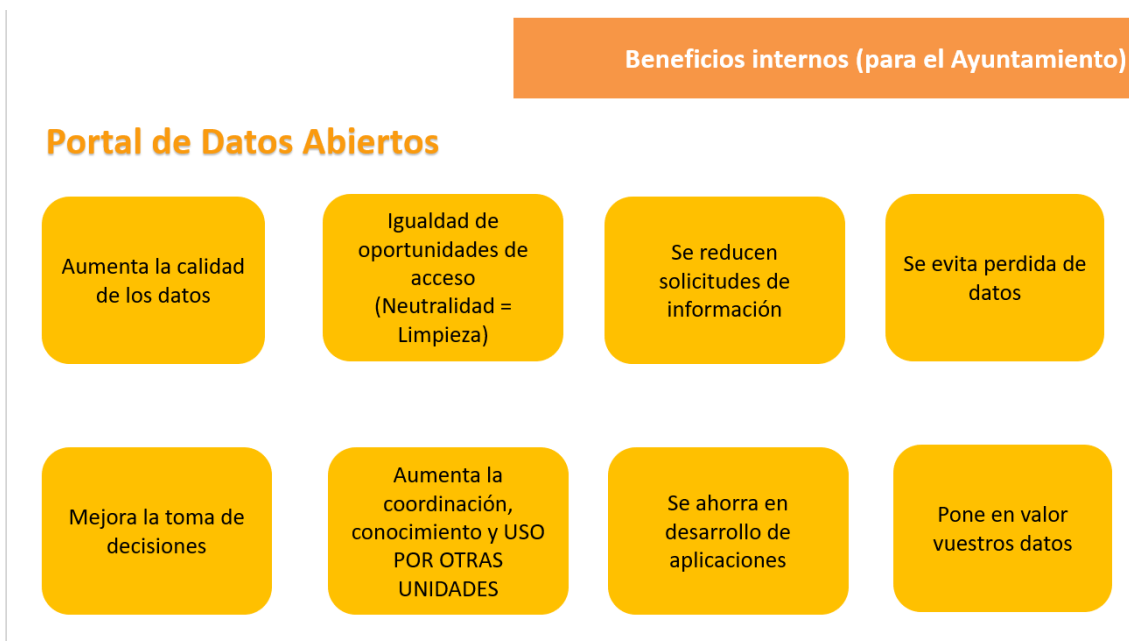 Beneficios internos (para el Ayuntamiento)
Portal de Datos Abiertos
Aumenta la calidad
de los datos
Igualdad de
oportunidades de
acceso
(Neutralidad =
Limpieza)
Se reducen
solicitudes de
información
Se evita perdida de
datos
Mejora la toma de
decisiones
Aumenta la
coordinación,
conocimiento y USO
POR OTRAS
UNIDADES
Se ahorra en
desarrollo de
aplicaciones
Pone en valor
vuestros datos